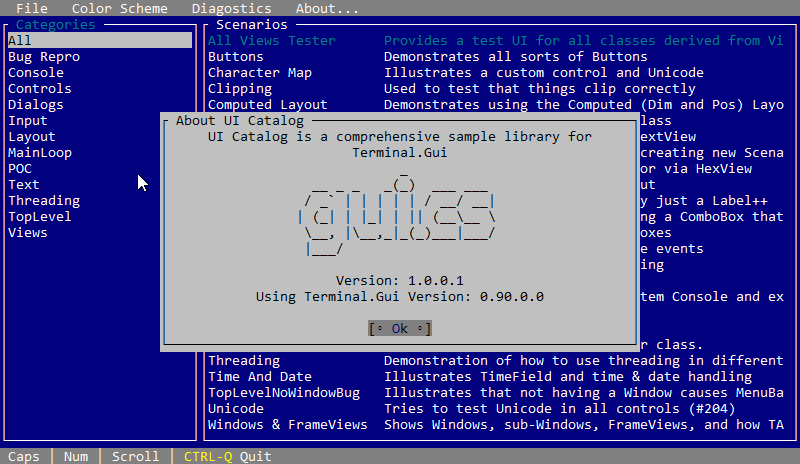 File Color Scheme Diagnostics About...
Categories Scenarios
All All Views Tester Provides a test UI for all classes derived from Vi
Bug Repro Buttons Demonstrates all sorts of Buttons
Console Character Map Illustrates a custom control and Unicode
Controls Clipping Used to test that things clip correctly
Dialogs Computed Layout Demonstrates using the Computed (Dim and Pos) Layo
Input About UI Catalog lass
Layout UI Catalog is a comprehensive sample library for extView
MainLoop Terminal.Gui creating new Scena
POC or via HexView
Text ut
Threading y just a Label++
TopLevel ng a ComboBox that
Views oxes
e events
ing
Version: 1.0.0.1
Using Terminal.Gui Version: 0.90.0.0 tem Console and ex
[◦ Ok ◦]
r class.
Threading Demonstration of how to use threading in different
Time And Date Illustrates TimeField and time & date handling
TopLevelNoWindowBug Illustrates that not having a Window causes MenuBa
Unicode Tries to test Unicode in all controls (#204)
Windows & FrameViews Shows Windows, sub-Windows, FrameViews, and how TA
Caps │ Num │ Scroll │ CTRL-Q Quit